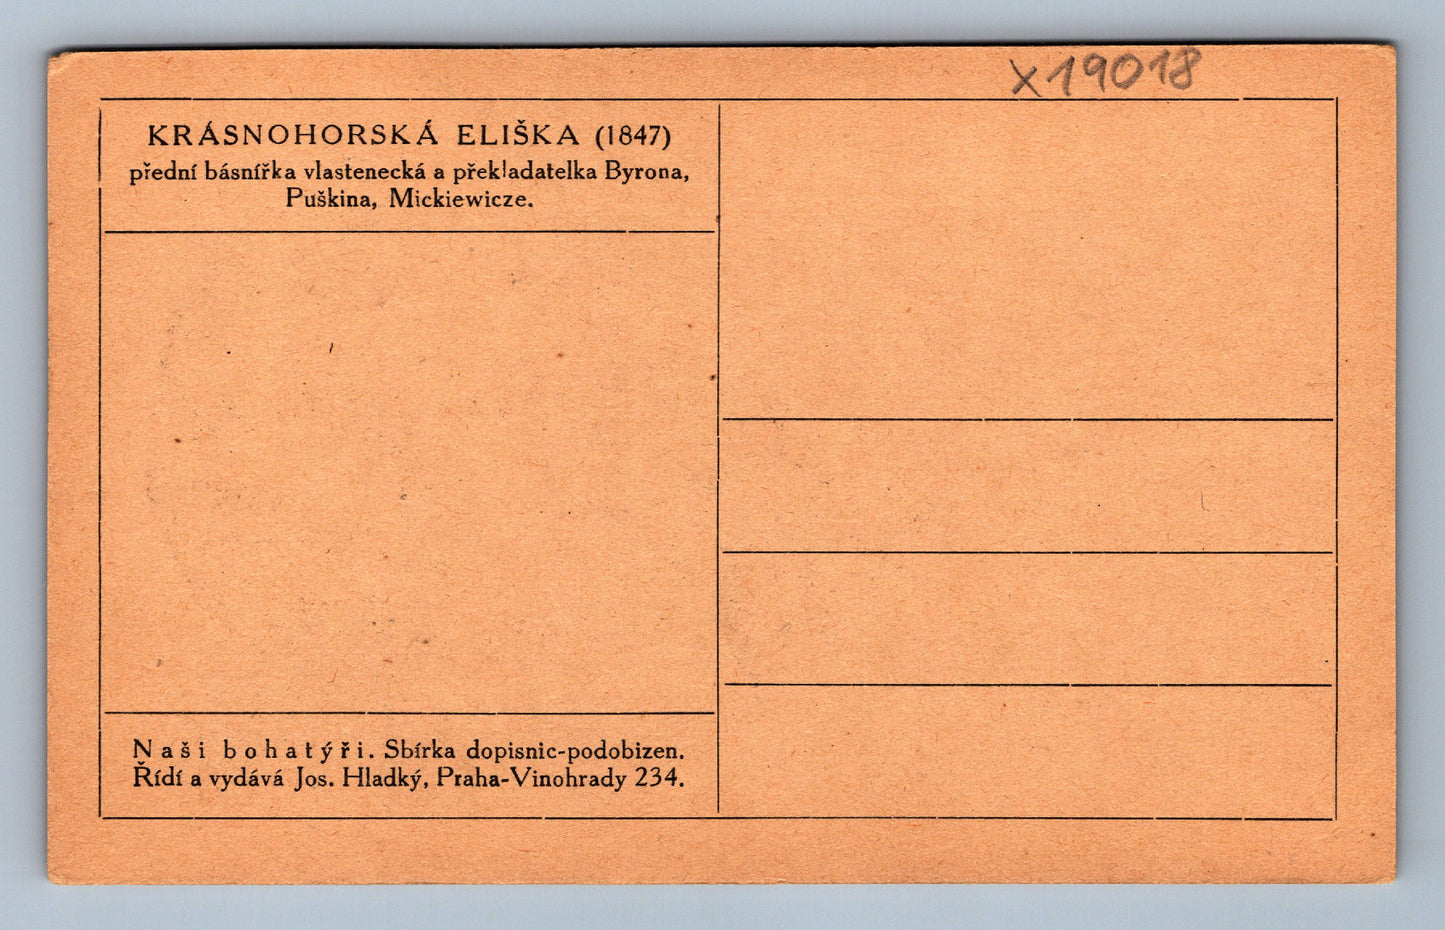 x19018
KRÁSNOHORSKÁ ELIŠKA (1847)
přední básnířka vlastenecká a překladatelka Byrona,
Puškina, Mickiewicze.
Naši bohatýři. Sbírka dopisnic-podobizen.
Řídí a vydává Jos. Hladký, Praha-Vinohrady 234.